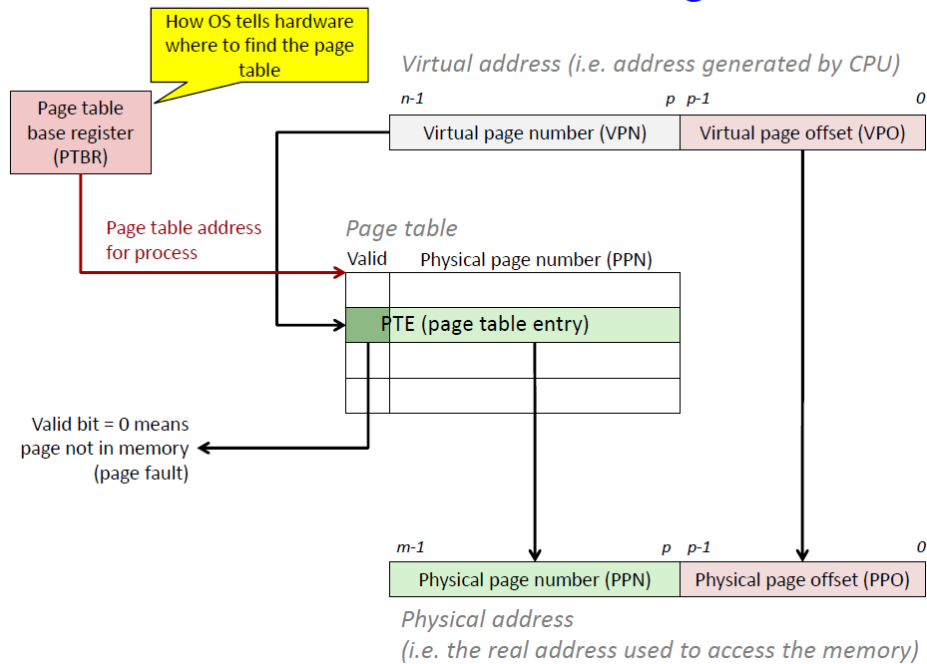 How OS tells hardware
where to find the page
table
Virtual address (i.e. address generated by CPU)
Page table
base register
(PTBR)
n-1 p p-1 0
Virtual page number (VPN) Virtual page offset (VPO)
Page table address
for process
Page table
Valid Physical page number (PPN)
PTE (page table entry)
Valid bit = 0 means
page not in memory
(page fault)
m-1 p p-1 0
Physical page number (PPN) Physical page offset (PPO)
Physical address
(i.e. the real address used to access the memory)